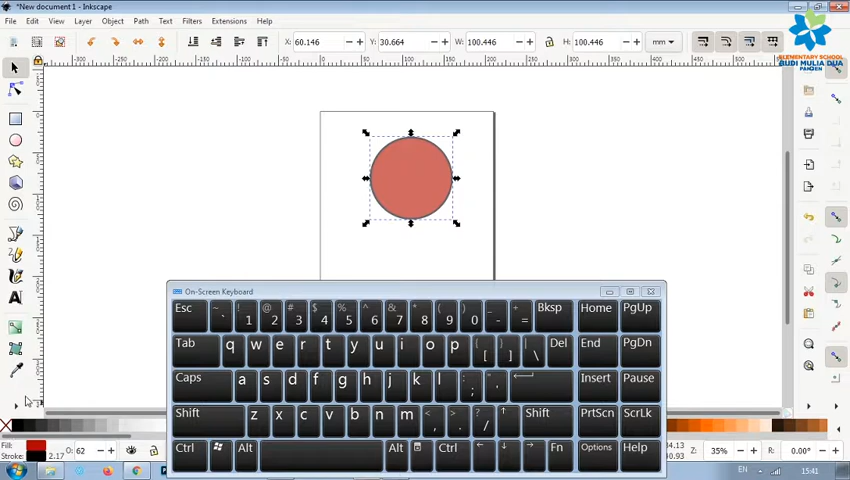 *New document 1 - Inkscape
File Edit View Layer Object Path Text Filters Extensions Help
X: 60.146 Y: 30.664 W: 100.446 H: 100.446 mm
ELEMENTARY SCHOOL
BUDI MULIA DUA
On-Screen Keyboard
Esc ~ ` ! 1 @ 2 # 3 $ 4 % 5 ^ 6 & 7 * 8 ( 9 ) 0 _ - + = Bksp Home PgUp
Tab q w e r t y u i o p { [ } ] | \ Del End PgDn
Caps a s d f g h j k l : ; " ' Insert Pause
Shift z x c v b n m < , > . ? / Shift PrtScn ScrLk
Ctrl Alt Alt Ctrl Fn Options Help
Fill:
Stroke: 2.17 O: 62 Z: 35% R: 0.00°
EN 15:41